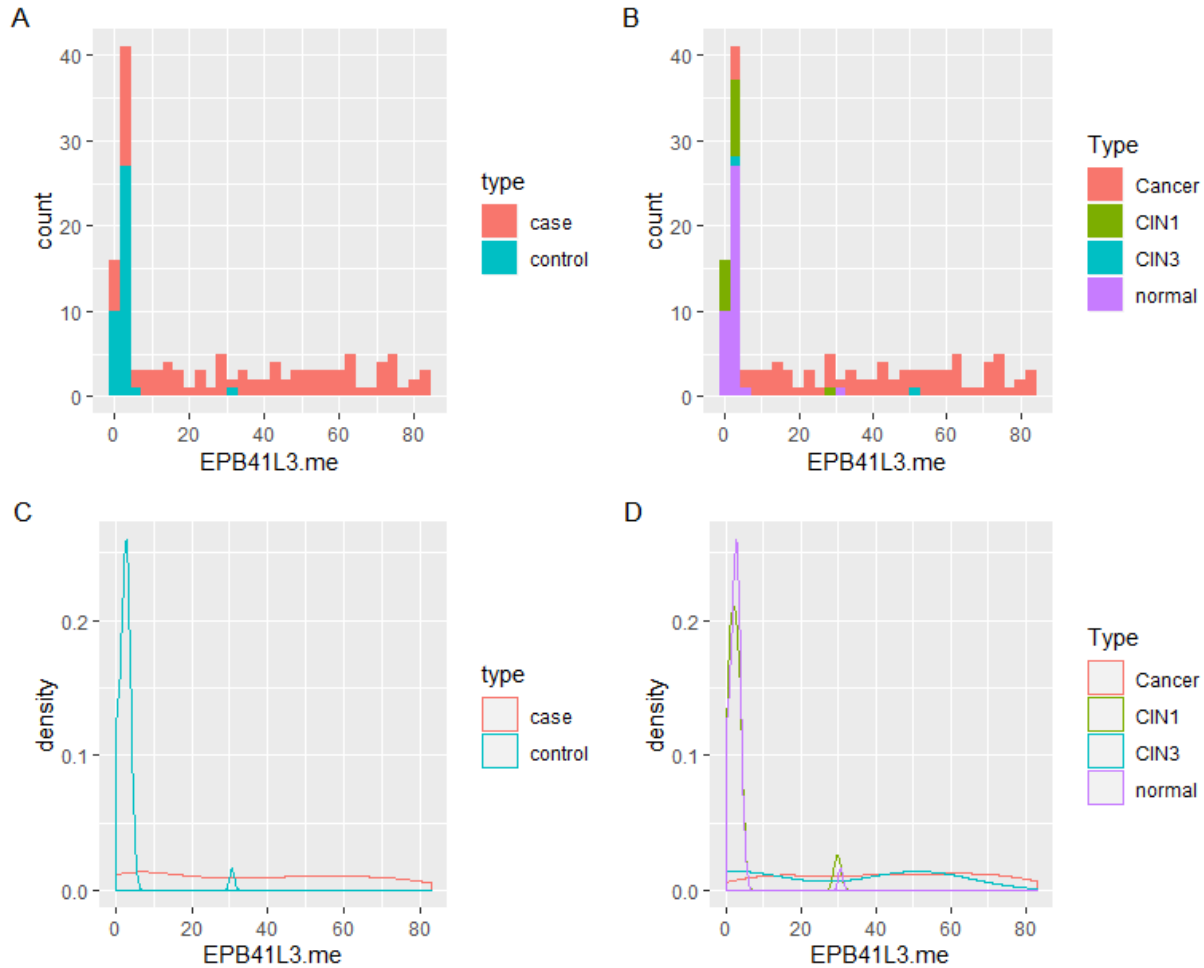 A
count
40
30
20
10
0
0 20 40 60 80
EPB41L3.me
type
case
control
B
count
40
30
20
10
0
0 20 40 60 80
EPB41L3.me
Type
Cancer
CIN1
CIN3
normal
C
density
0.2
0.1
0.0
0 20 40 60 80
EPB41L3.me
type
case
control
D
density
0.2
0.1
0.0
0 20 40 60 80
EPB41L3.me
Type
Cancer
CIN1
CIN3
normal